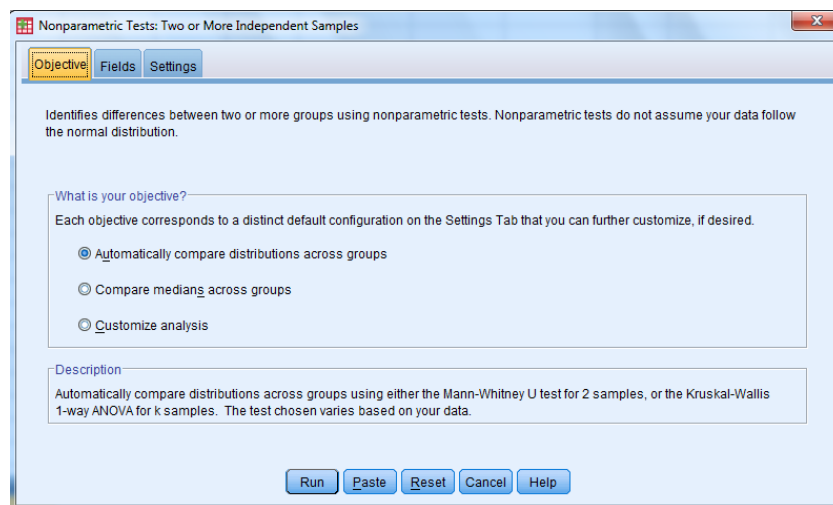 Nonparametric Tests: Two or More Independent Samples
Objective Fields Settings
Identifies differences between two or more groups using nonparametric tests. Nonparametric tests do not assume your data follow
the normal distribution.
What is your objective?
Each objective corresponds to a distinct default configuration on the Settings Tab that you can further customize, if desired.
Automatically compare distributions across groups
Compare medians across groups
Customize analysis
Description
Automatically compare distributions across groups using either the Mann-Whitney U test for 2 samples, or the Kruskal-Wallis
1-way ANOVA for k samples. The test chosen varies based on your data.
Run Paste Reset Cancel Help